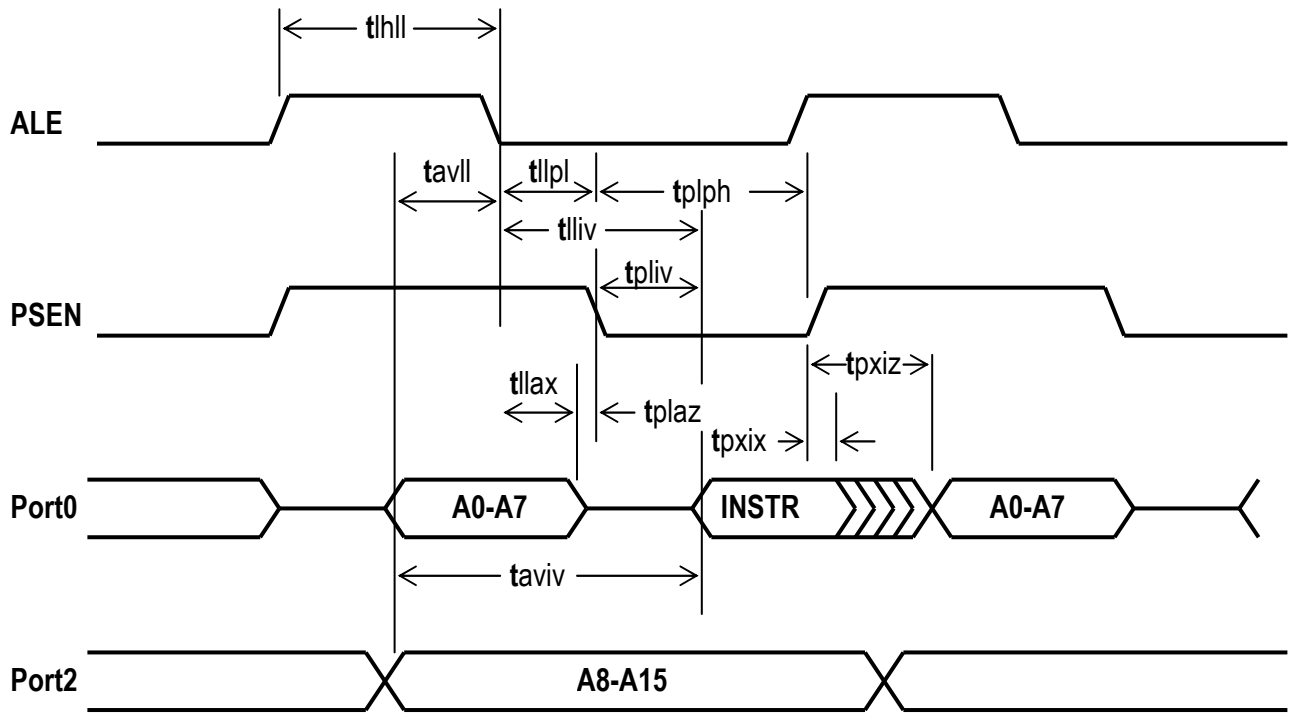 tlhll
ALE
tavll
tllpl
tplph
tlliv
tpliv
PSEN
tpxiz
tllax
tplaz
tpxix
Port0
A0-A7
INSTR
A0-A7
taviv
Port2
A8-A15